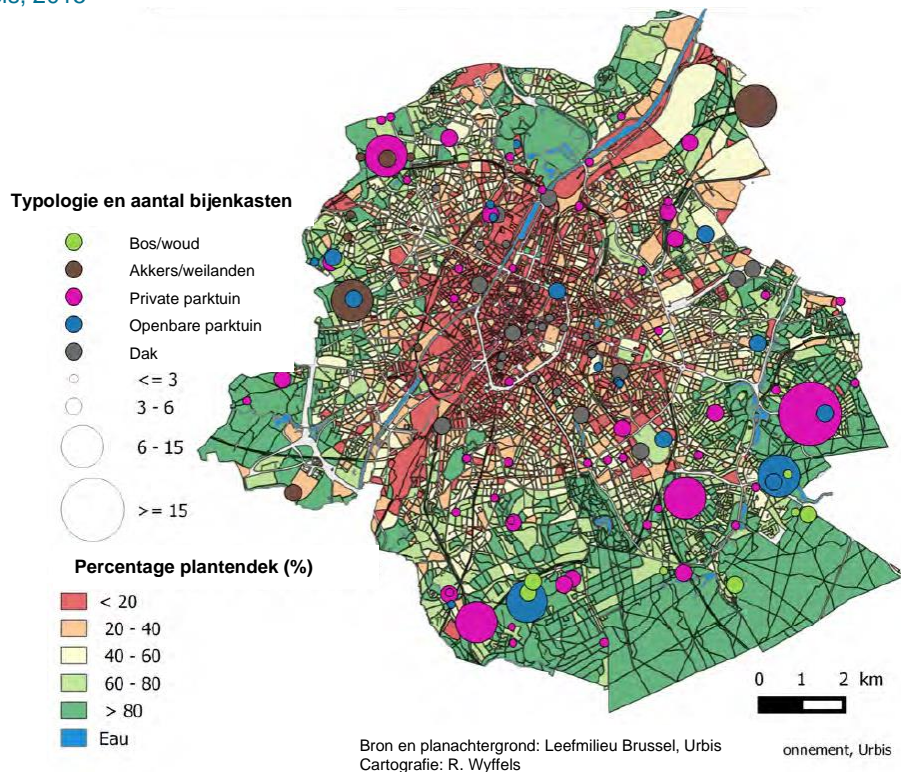 2018
Typologie en aantal bijenkasten
Bos/woud
Akkers/weilanden
Private parktuin
Openbare parktuin
Dak
<= 3
3 - 6
6 - 15
>= 15
Percentage plantendek (%)
< 20
20 - 40
40 - 60
60 - 80
> 80
Eau
0 1 2 km
Bron en planachtergrond: Leefmilieu Brussel, Urbis
Cartografie: R. Wyffels
onnement, Urbis